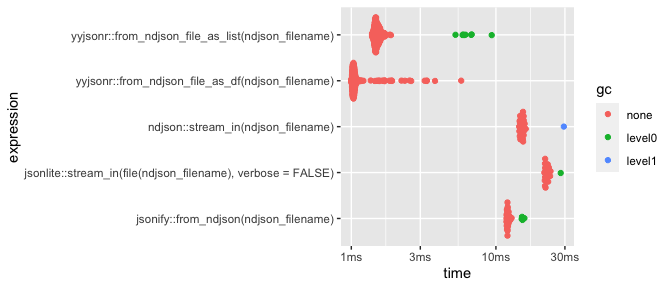 yyjsonr::from_ndjson_file_as_list(ndjson_filename)
yyjsonr::from_ndjson_file_as_df(ndjson_filename)
ndjson::stream_in(ndjson_filename)
jsonlite::stream_in(file(ndjson_filename), verbose = FALSE)
jsonify::from_ndjson(ndjson_filename)
expression
1ms 3ms 10ms 30ms
time
gc
none
level0
level1